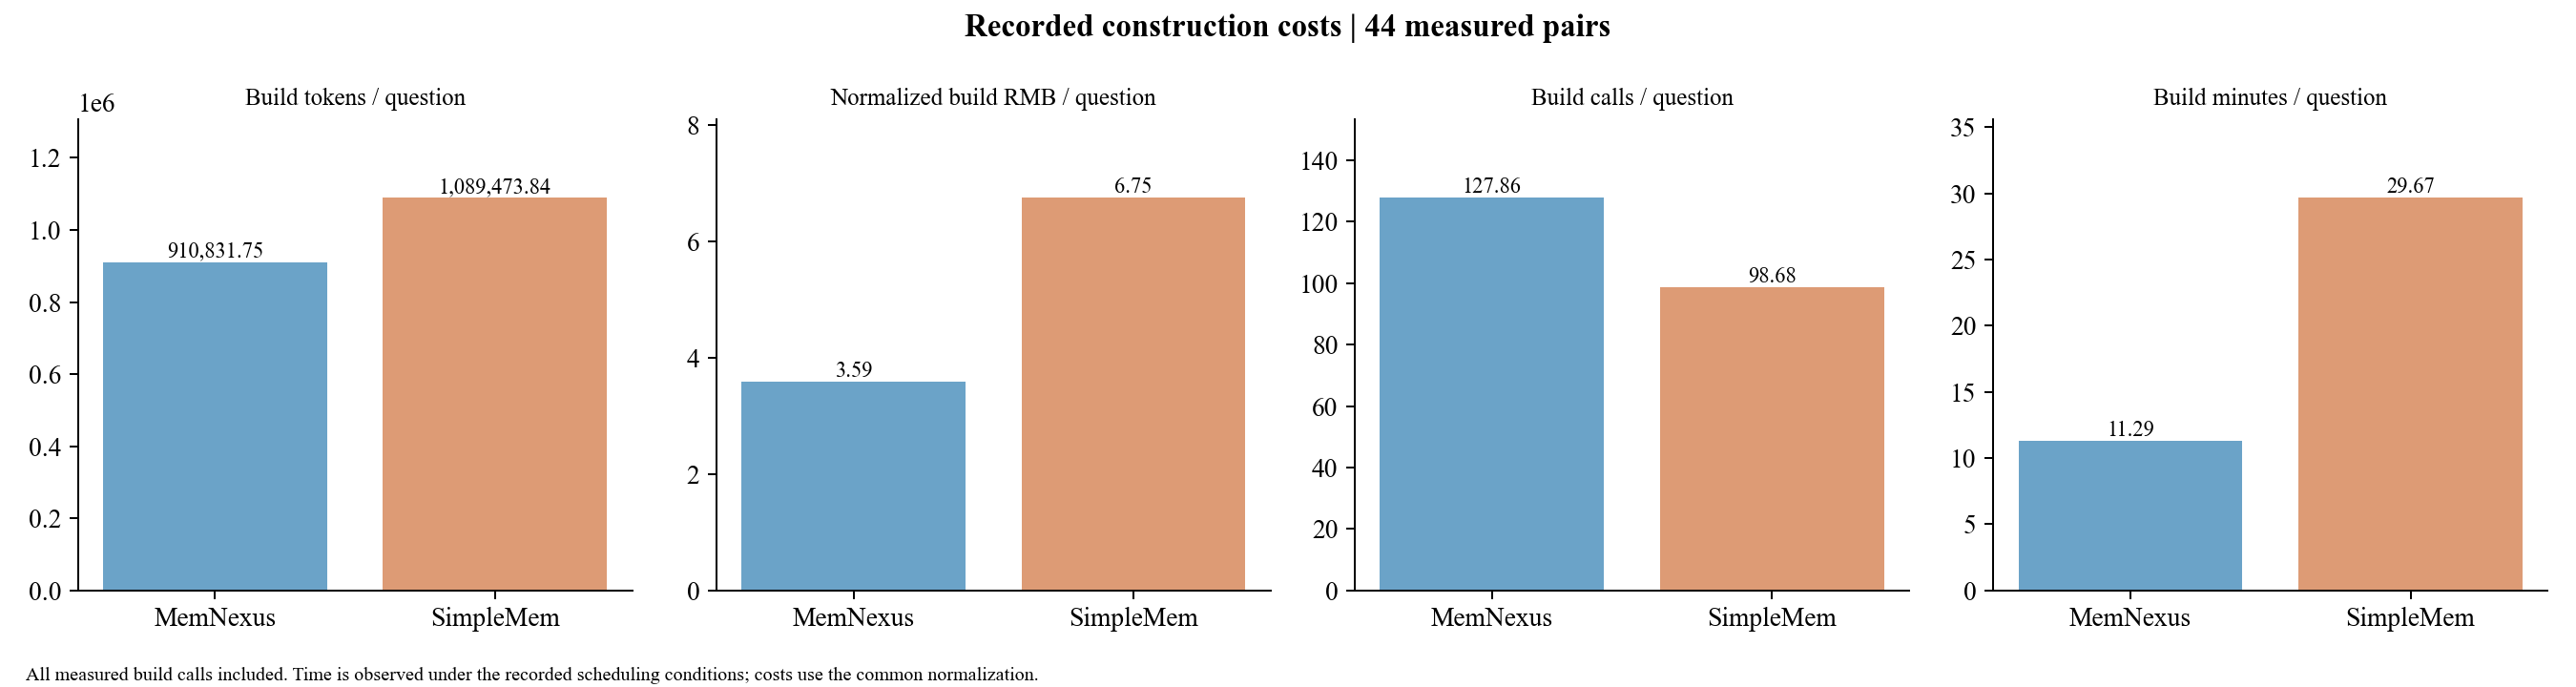 Recorded construction costs | 44 measured pairs
Build tokens / question
1e6
1.2
1.0
0.8
0.6
0.4
0.2
0.0
910,831.75
1,089,473.84
MemNexus
SimpleMem
Normalized build RMB / question
8
6
4
2
0
3.59
6.75
MemNexus
SimpleMem
Build calls / question
140
120
100
80
60
40
20
0
127.86
98.68
MemNexus
SimpleMem
Build minutes / question
35
30
25
20
15
10
5
0
11.29
29.67
MemNexus
SimpleMem
All measured build calls included. Time is observed under the recorded scheduling conditions; costs use the common normalization.